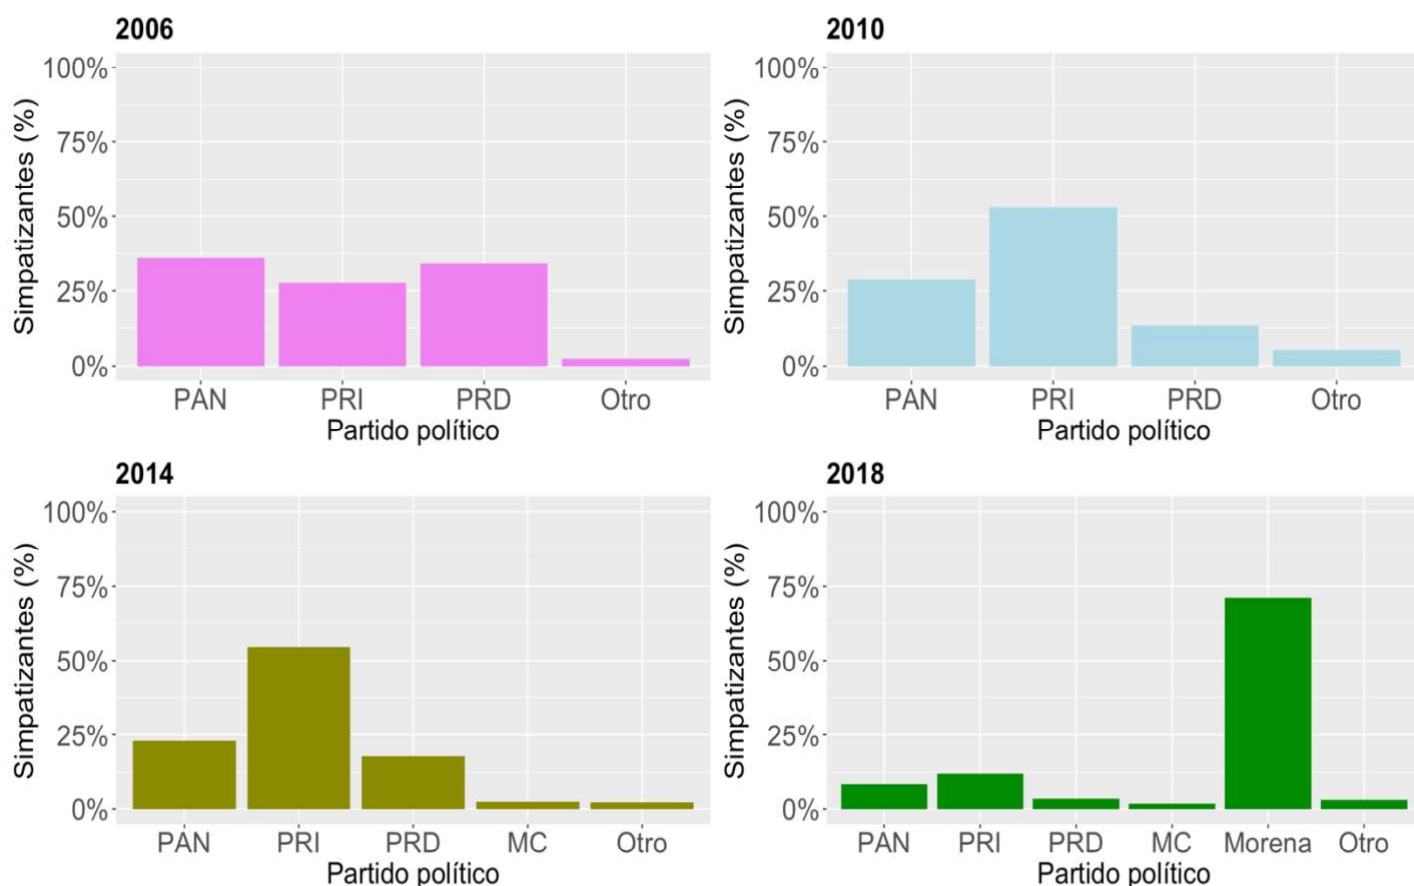 2006
100%
75%
50%
25%
0%
Simpatizantes (%)
PAN PRI PRD Otro
Partido político
2010
100%
75%
50%
25%
0%
Simpatizantes (%)
PAN PRI PRD Otro
Partido político
2014
100%
75%
50%
25%
0%
Simpatizantes (%)
PAN PRI PRD MC Otro
Partido político
2018
100%
75%
50%
25%
0%
Simpatizantes (%)
PAN PRI PRD MC Morena Otro
Partido político